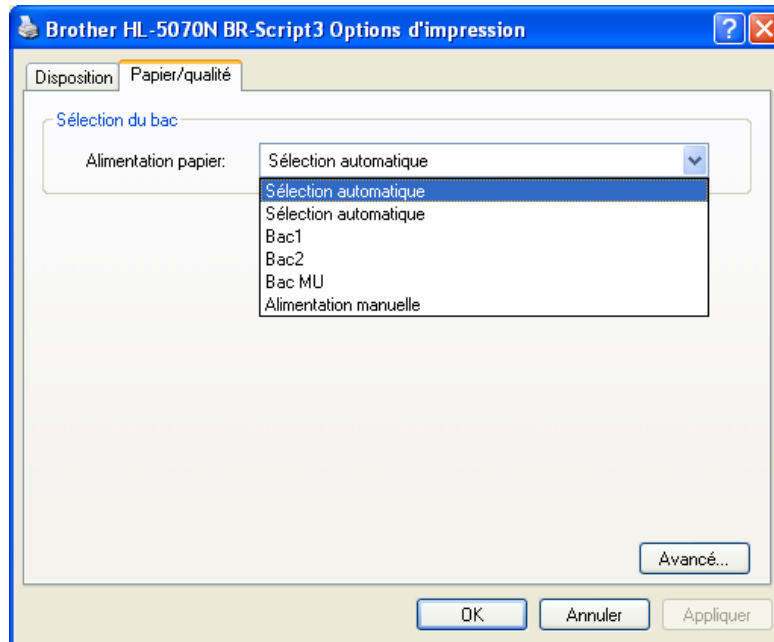 Brother HL-5070N BR-Script3 Options d'impression
Disposition
Papier/qualité
Sélection du bac
Alimentation papier:
Sélection automatique
Sélection automatique
Sélection automatique
Bac1
Bac2
Bac MU
Alimentation manuelle
Avancé...
OK
Annuler
Appliquer